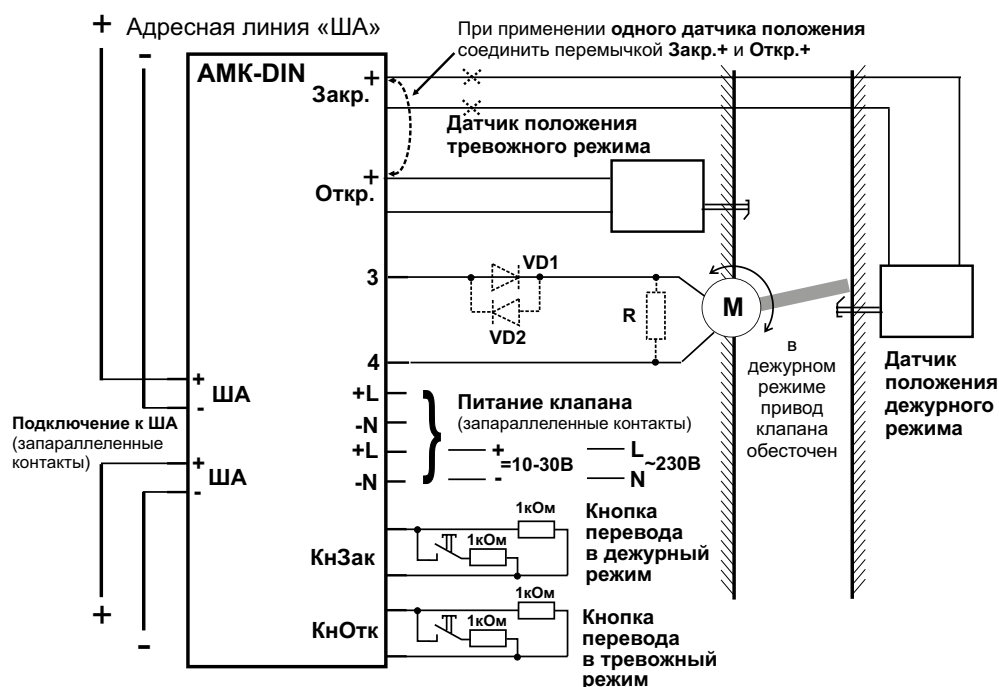 + Адресная линия «ША»
-
При применении одного датчика положения
соединить перемычкой Закр.+ и Откр.+
АМК-DIN
+
Закр.
Датчик положения
тревожного режима
+
Откр.
3
VD1
VD2
R
М
4
в
дежурном
режиме
привод
клапана
обесточен
Датчик
положения
дежурного
режима
+
ША
-
Подключение к ША
(запараллеленные
контакты)
+
ША
-
+L
-N
+L
-N
Питание клапана
(запараллеленные контакты)
+
=10-30В
-
L
~230В
N
КнЗак
1кОм
1кОм
Кнопка
перевода
в дежурный
режим
+
-
КнОтк
1кОм
1кОм
Кнопка
перевода
в тревожный
режим